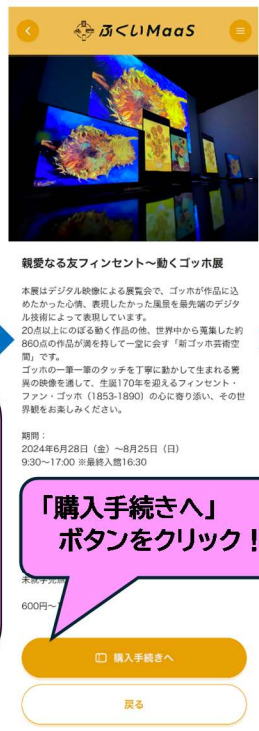 ふくいMaaS
親愛なる友フィンセント～動くゴッホ展
本展はデジタル映像による展覧会で、ゴッホが作品に込
めたかった心情、表現したかった風景を最先端のデジタ
ル技術によって表現しています。
20点以上にのぼる動く作品の他、世界中から蒐集した約
860点の作品が満を持して一堂に会す「新ゴッホ芸術空
間」です。
ゴッホの一筆一筆のタッチを丁寧に動かして生まれる驚
異の映像を通して、生誕170年を迎えるフィンセント・
ファン・ゴッホ（1853-1890）の心に寄り添い、その世
界観をお楽しみください。
期間：
2024年6月28日（金）～8月25日（日）
9:30～17:00 ※最終入館16:30
「購入手続きへ」
ボタンをクリック！
未就学児無
600円～
購入手続きへ
戻る